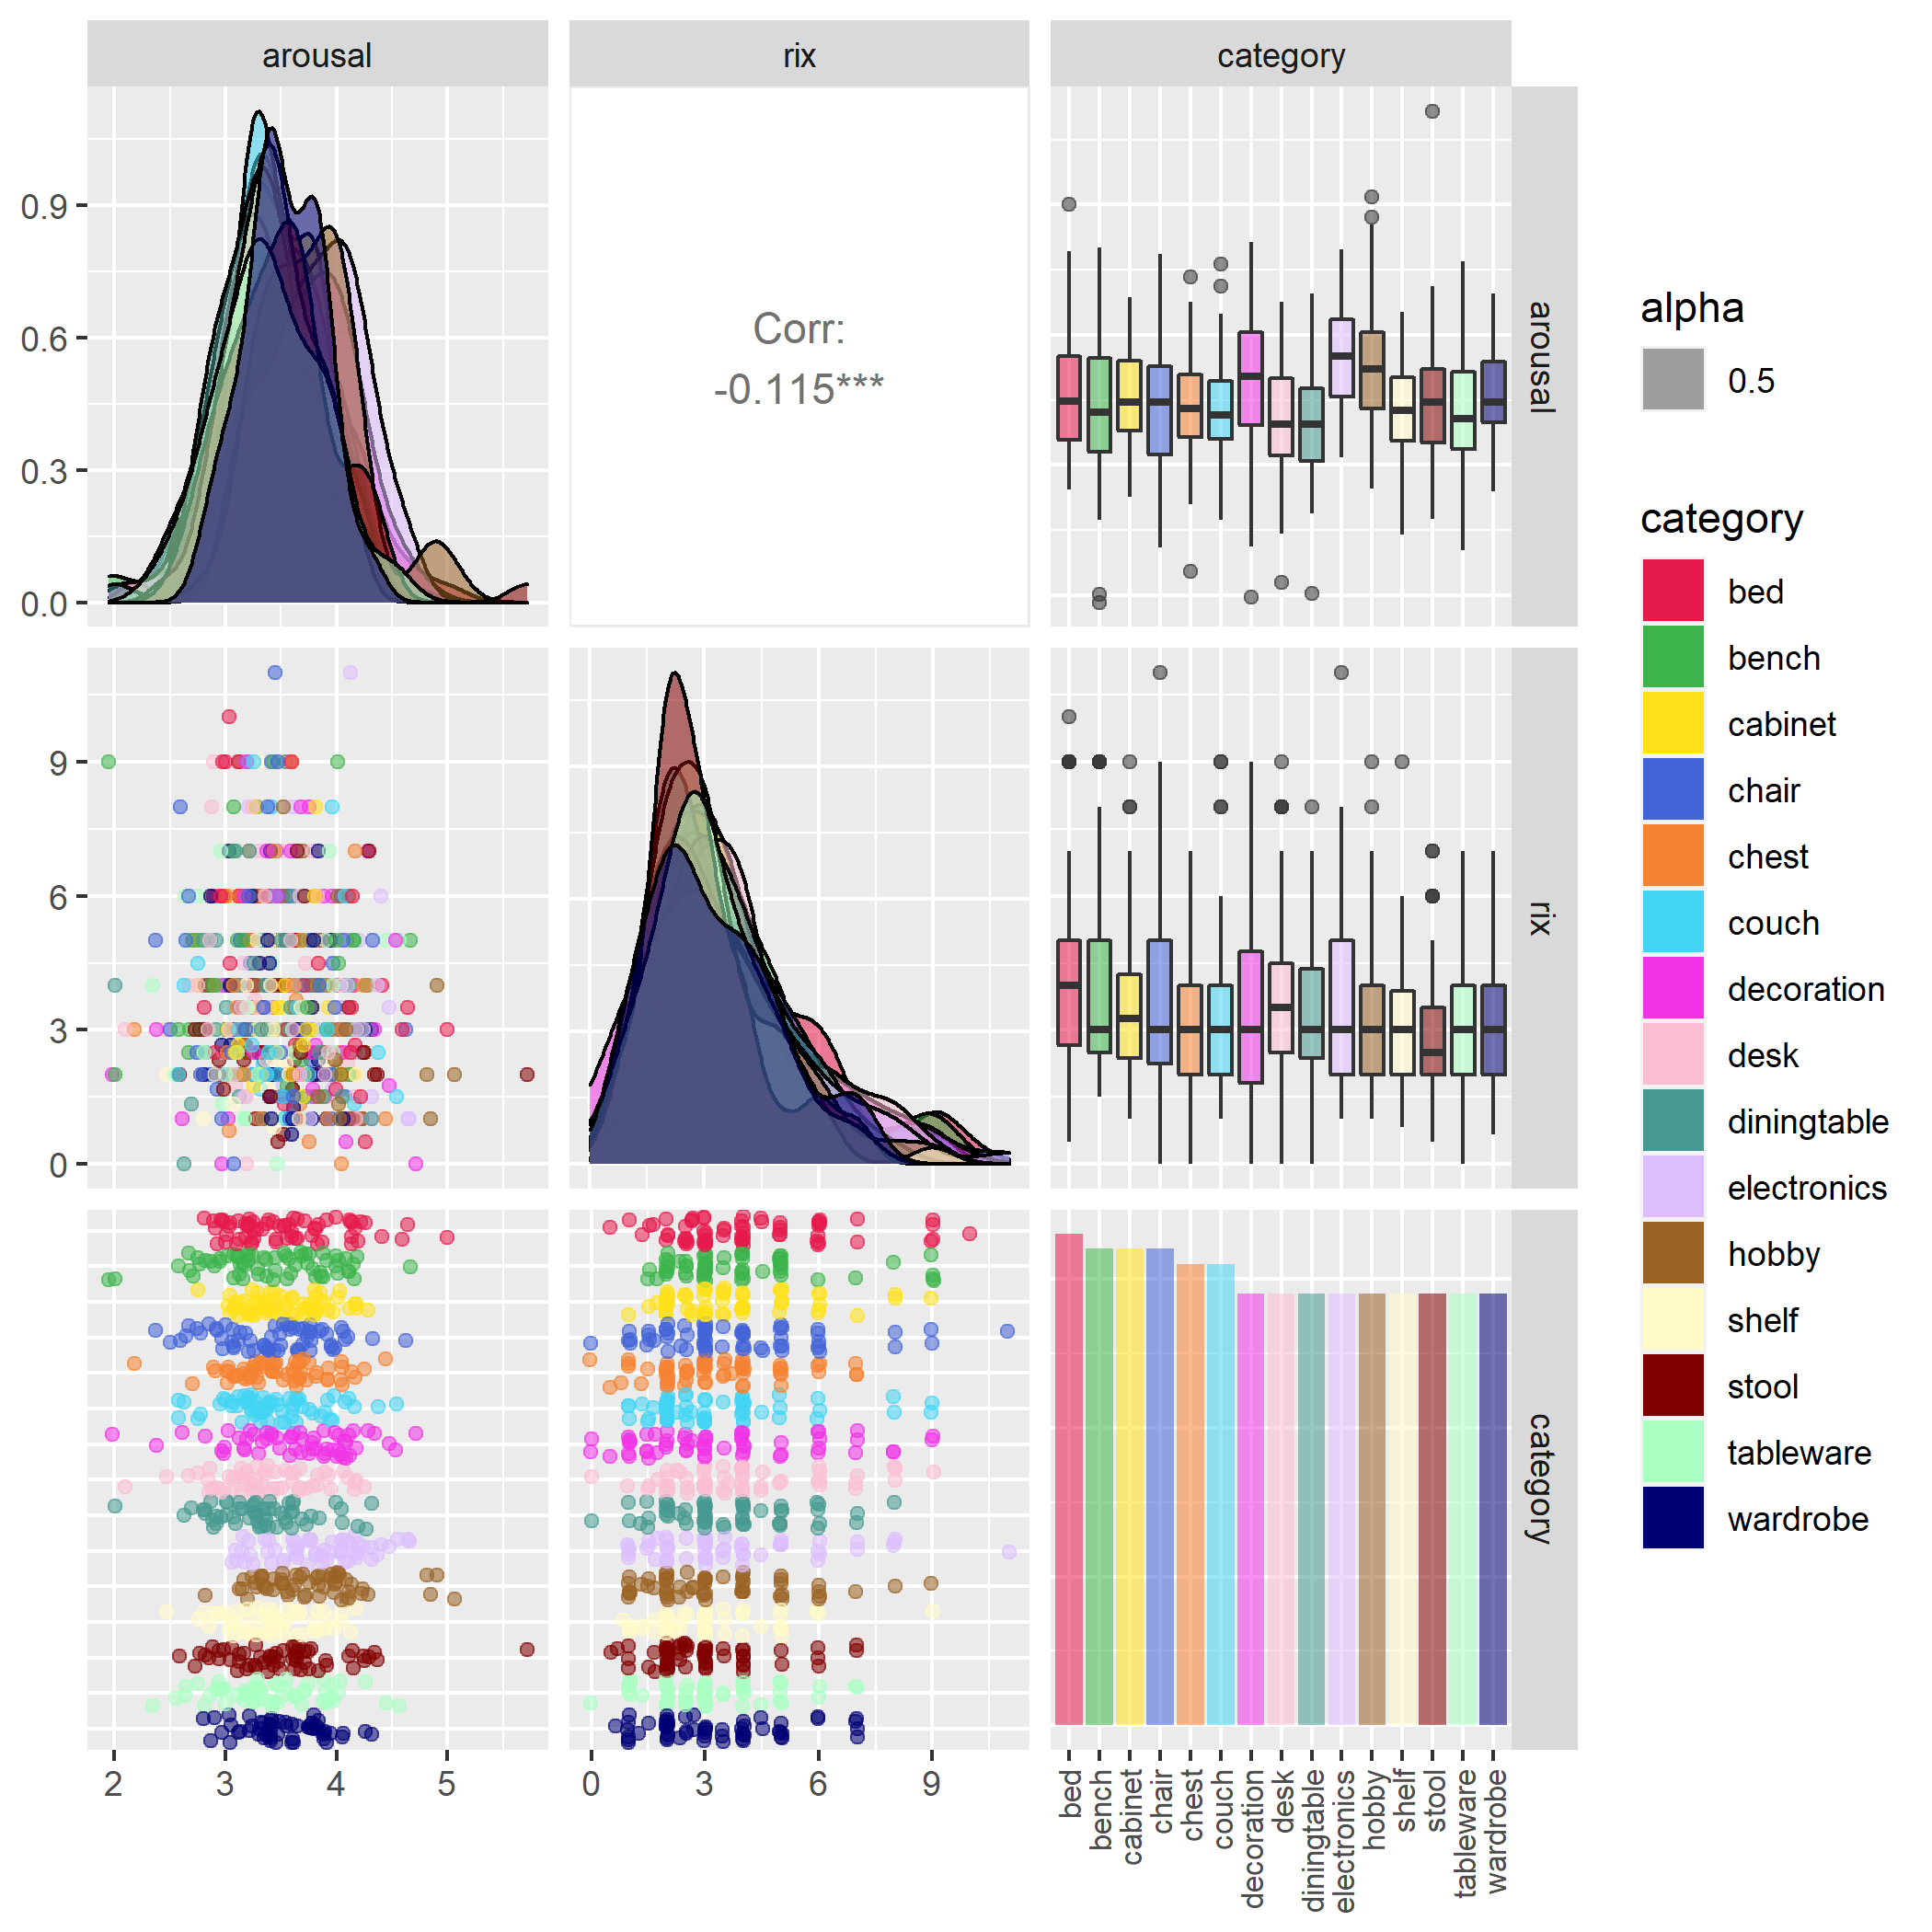 arousal rix category
0.9
0.6
0.3
0.0
Corr:
-0.115***
arousal
9
6
3
0
rix
category
2 3 4 5
0 3 6 9
bed
bench
cabinet
chair
chest
couch
decoration
desk
diningtable
electronics
hobby
shelf
stool
tableware
wardrobe
alpha
0.5
category
bed
bench
cabinet
chair
chest
couch
decoration
desk
diningtable
electronics
hobby
shelf
stool
tableware
wardrobe